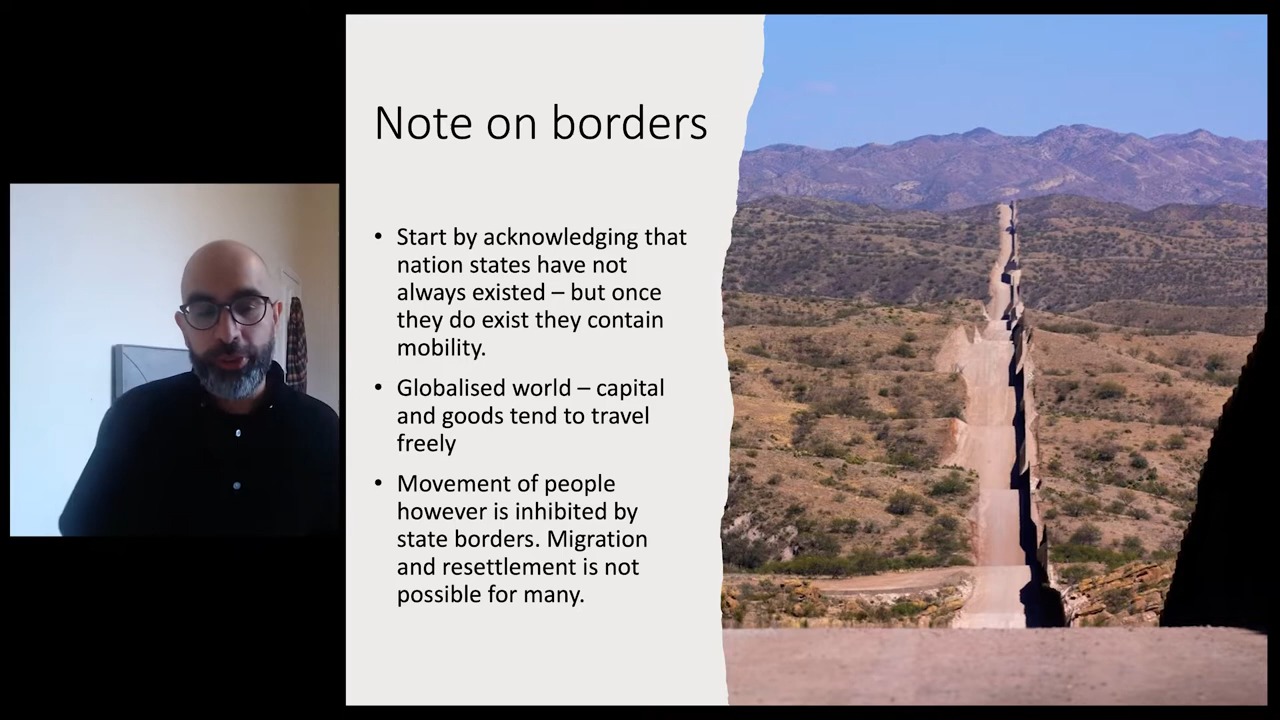 Note on borders
• Start by acknowledging that
nation states have not
always existed – but once
they do exist they contain
mobility.
• Globalised world – capital
and goods tend to travel
freely
• Movement of people
however is inhibited by
state borders. Migration
and resettlement is not
possible for many.